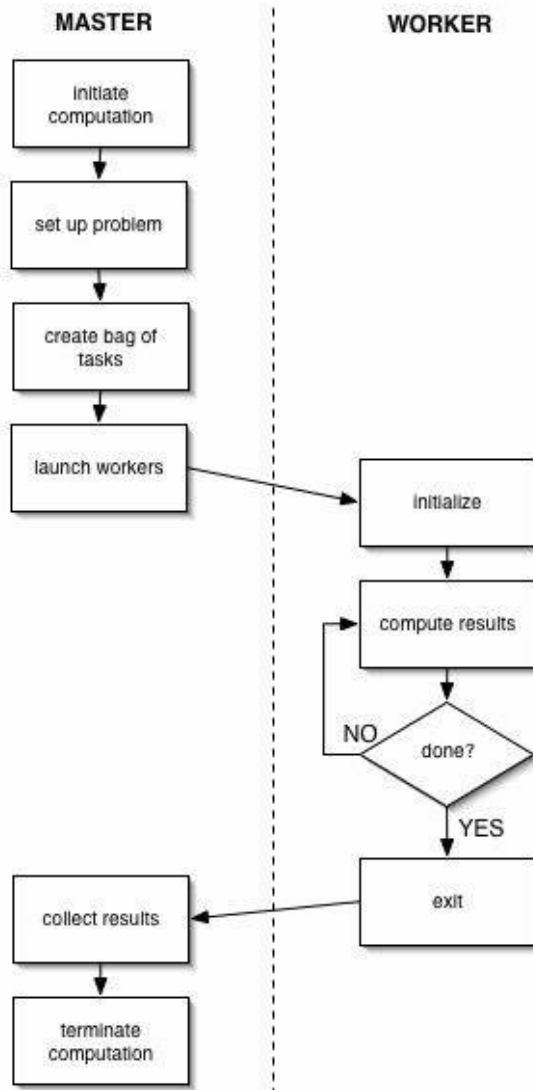 MASTER
WORKER
initiate
computation
set up problem
create bag of
tasks
launch workers
initialize
compute results
NO
done?
YES
exit
collect results
terminate
computation